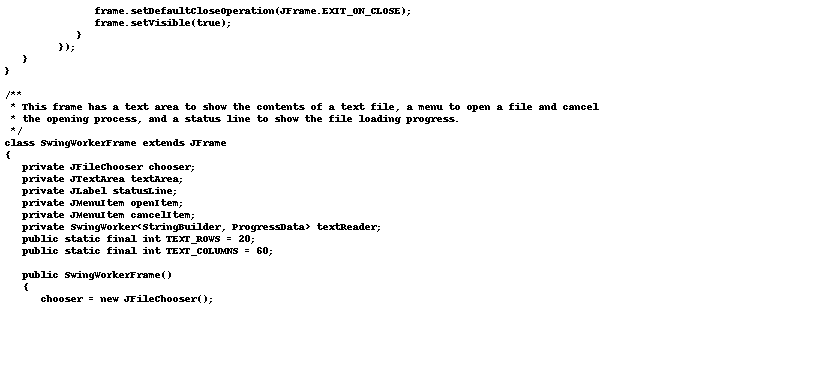 frame.setDefaultCloseOperation(JFrame.EXIT_ON_CLOSE);
frame.setVisible(true);
}
});
}
}
/**
* This frame has a text area to show the contents of a text file, a menu to open a file and cancel
* the opening process, and a status line to show the file loading progress.
*/
class SwingWorkerFrame extends JFrame
{
private JFileChooser chooser;
private JTextArea textArea;
private JLabel statusLine;
private JMenuItem openItem;
private JMenuItem cancelItem;
private SwingWorker<StringBuilder, ProgressData> textReader;
public static final int TEXT_ROWS = 20;
public static final int TEXT_COLUMNS = 60;
public SwingWorkerFrame()
{
chooser = new JFileChooser();